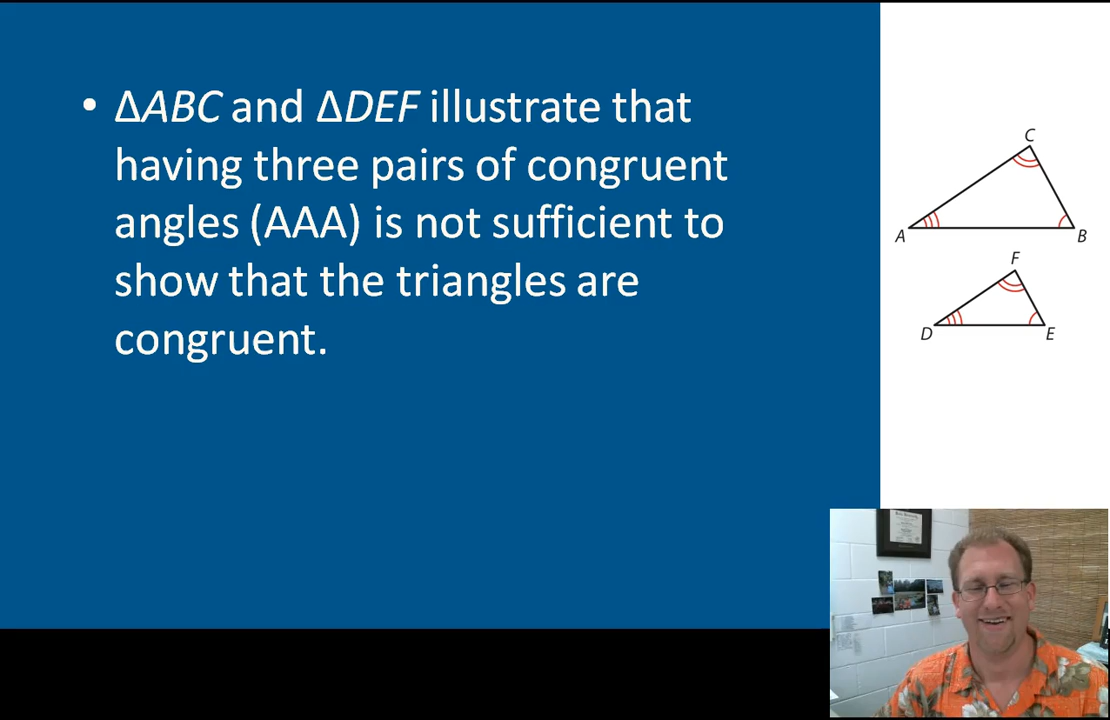 • ΔABC and ΔDEF illustrate that
having three pairs of congruent
angles (AAA) is not sufficient to
show that the triangles are
congruent.
C
A
B
F
D
E